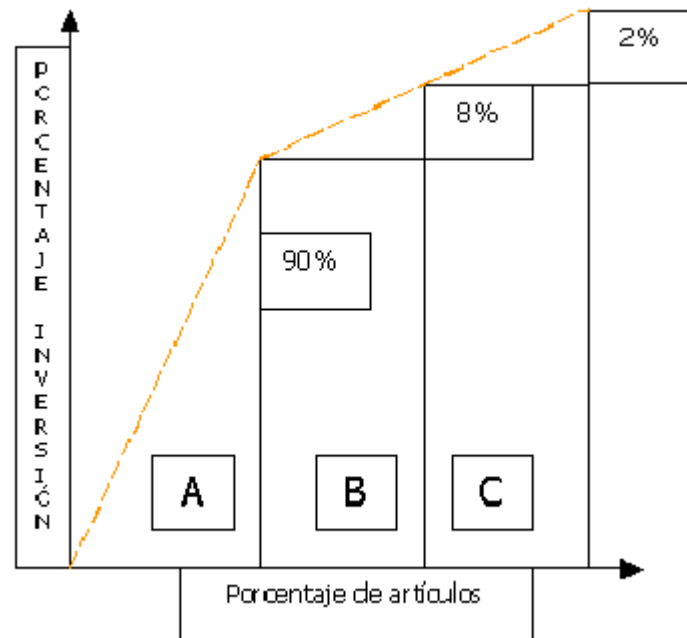 PORCENTAJE INVERSIÓN
2%
8%
90%
A
B
C
Porcentaje de artículos